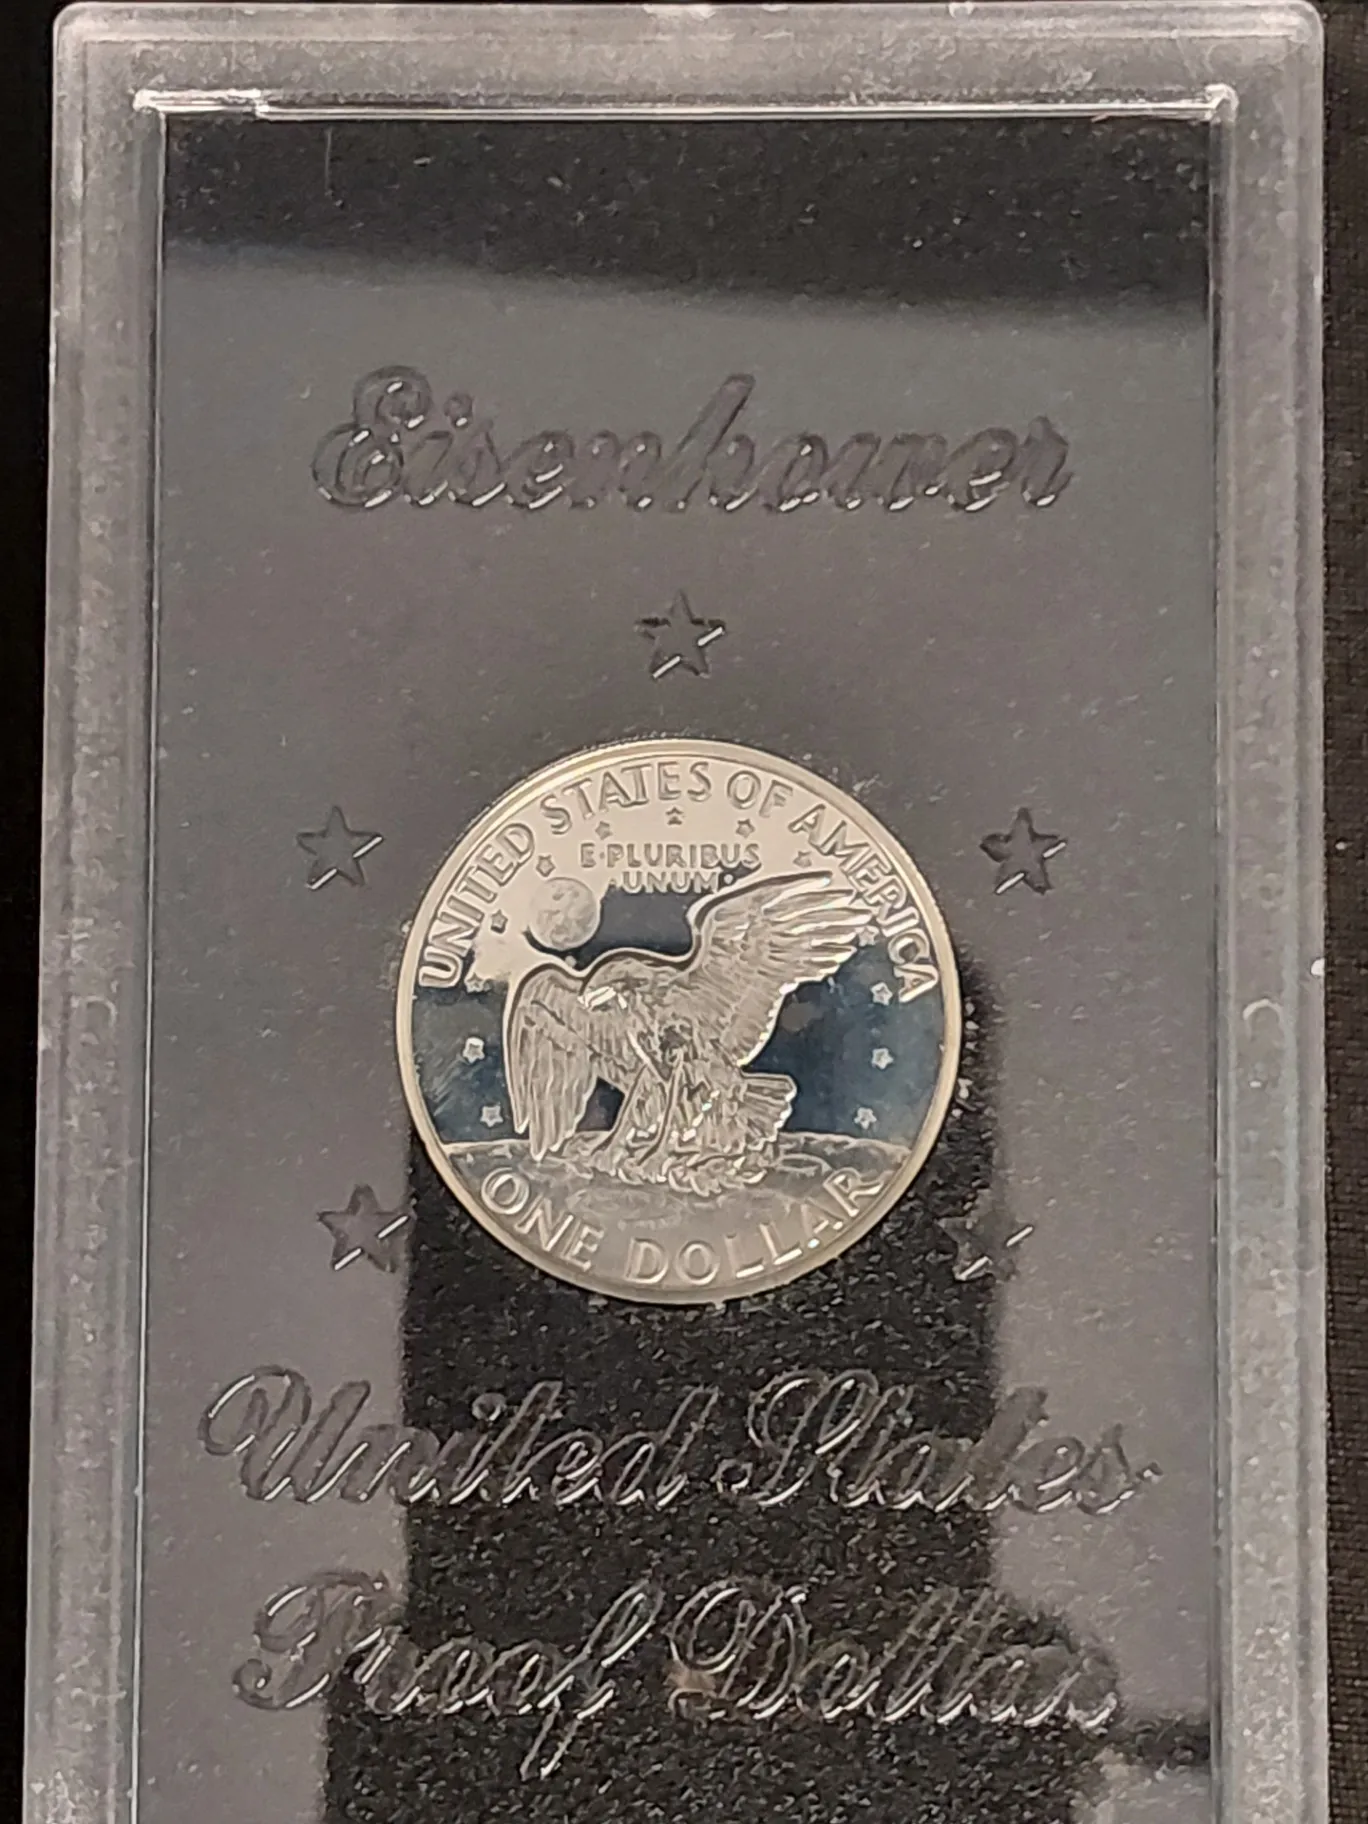 Eisenhower
UNITED STATES OF AMERICA
E·PLURIBUS
·UNUM·
ONE DOLLAR
United States
Proof Dollar